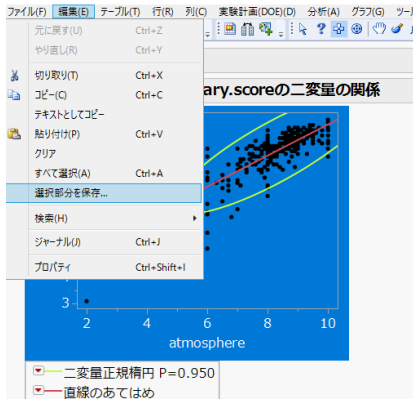 ファイル(F) 編集(E) テーブル(T) 行(R) 列(C) 実験計画(DOE)(D) 分析(A) グラフ(G) ツール
元に戻す(U) Ctrl+Z
やり直し(R) Ctrl+Y
切り取り(T) Ctrl+X
コピー(C) Ctrl+C
テキストとしてコピー
貼り付け(P) Ctrl+V
クリア
すべて選択(A) Ctrl+A
選択部分を保存...
検索(H)
ジャーナル(J) Ctrl+J
プロパティ Ctrl+Shift+I
ary.scoreの二変量の関係
3
2 4 6 8 10
atmosphere
二変量正規楕円 P=0.950
直線のあてはめ